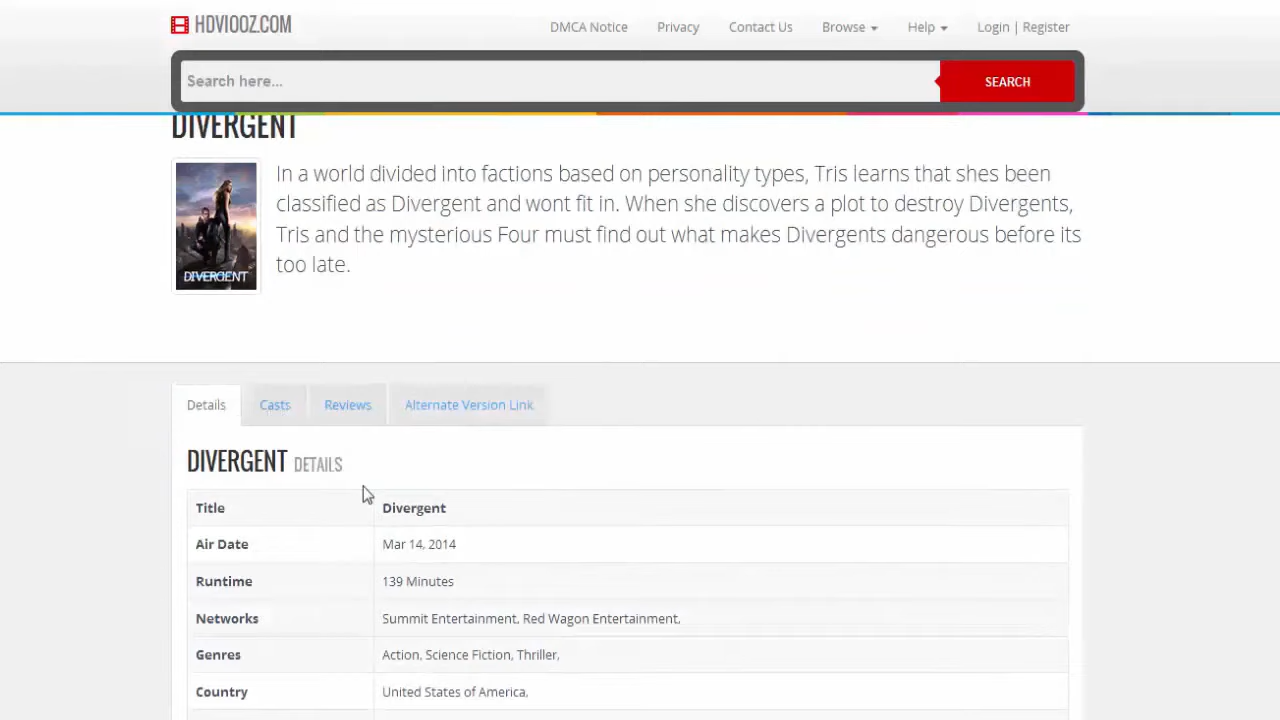 HDVIOOZ.COM
DMCA Notice Privacy Contact Us Browse Help Login | Register
Search here... SEARCH
DIVERGENT
In a world divided into factions based on personality types, Tris learns that shes been
classified as Divergent and wont fit in. When she discovers a plot to destroy Divergents,
Tris and the mysterious Four must find out what makes Divergents dangerous before its
too late.
DIVERGENT
Details Casts Reviews Alternate Version Link
DIVERGENT DETAILS
Title Divergent
Air Date Mar 14, 2014
Runtime 139 Minutes
Networks Summit Entertainment, Red Wagon Entertainment,
Genres Action, Science Fiction, Thriller,
Country United States of America,